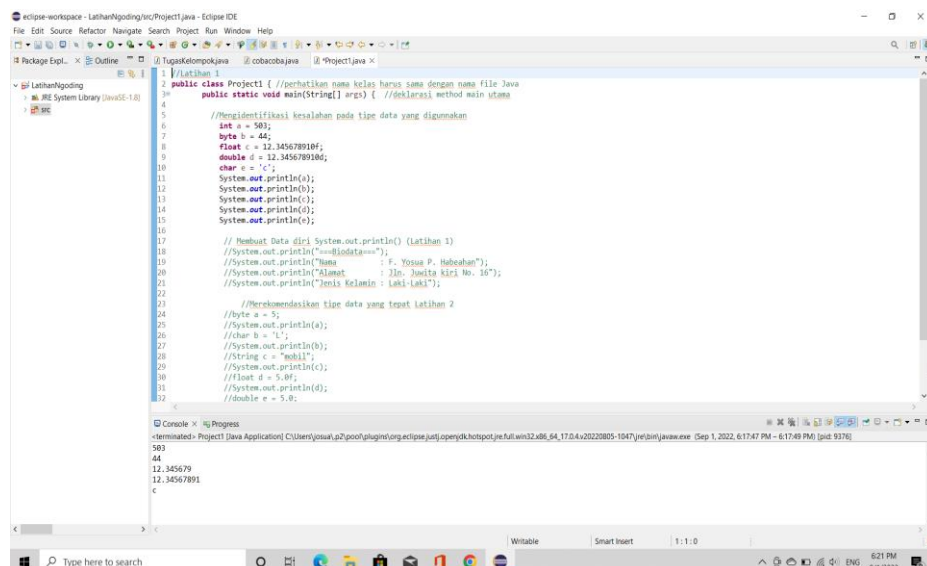 eclipse-workspace - LatihanNgoding/src/Project1.java - Eclipse IDE
File Edit Source Refactor Navigate Search Project Run Window Help
Package Expl... Outline
TugasKelompok.java cobacoba.java *Project1.java
LatihanNgoding
JRE System Library [JavaSE-1.8]
src
1 //Latihan 1
2 public class Project1 { //perhatikan nama kelas harus sama dengan nama file Java
3 public static void main(String[] args) { //deklarasi method main utama
4
5 //Mengidentifikasi kesalahan pada tipe data yang digunnakan
6 int a = 503;
7 byte b = 44;
8 float c = 12.345678910f;
9 double d = 12.345678910d;
10 char e = 'c';
11 System.out.println(a);
12 System.out.println(b);
13 System.out.println(c);
14 System.out.println(d);
15 System.out.println(e);
16
17 // Membuat Data diri System.out.println() (Latihan 1)
18 //System.out.println("===Biodata===");
19 //System.out.println("Nama : F. Yosua P. Habeahan");
20 //System.out.println("Alamat : Jln. Juwita kiri No. 16");
21 //System.out.println("Jenis Kelamin : Laki-Laki");
22
23 //Merekomendasikan tipe data yang tepat Latihan 2
24 //byte a = 5;
25 //System.out.println(a);
26 //char b = 'L';
27 //System.out.println(b);
28 //String c = "mobil";
29 //System.out.println(c);
30 //float d = 5.0f;
31 //System.out.println(d);
32 //double e = 5.0;
Console Progress
<terminated> Project1 [Java Application] C:\Users\josua\.p2\pool\plugins\org.eclipse.justj.openjdk.hotspot.jre.full.win32.x86_64_17.0.4.v20220805-1047\jre\bin\javaw.exe (Sep 1, 2022, 6:17:47 PM – 6:17:49 PM) [pid: 9376]
503
44
12.345679
12.34567891
c
Writable Smart Insert 1 : 1 : 0
Type here to search
ENG 6:21 PM